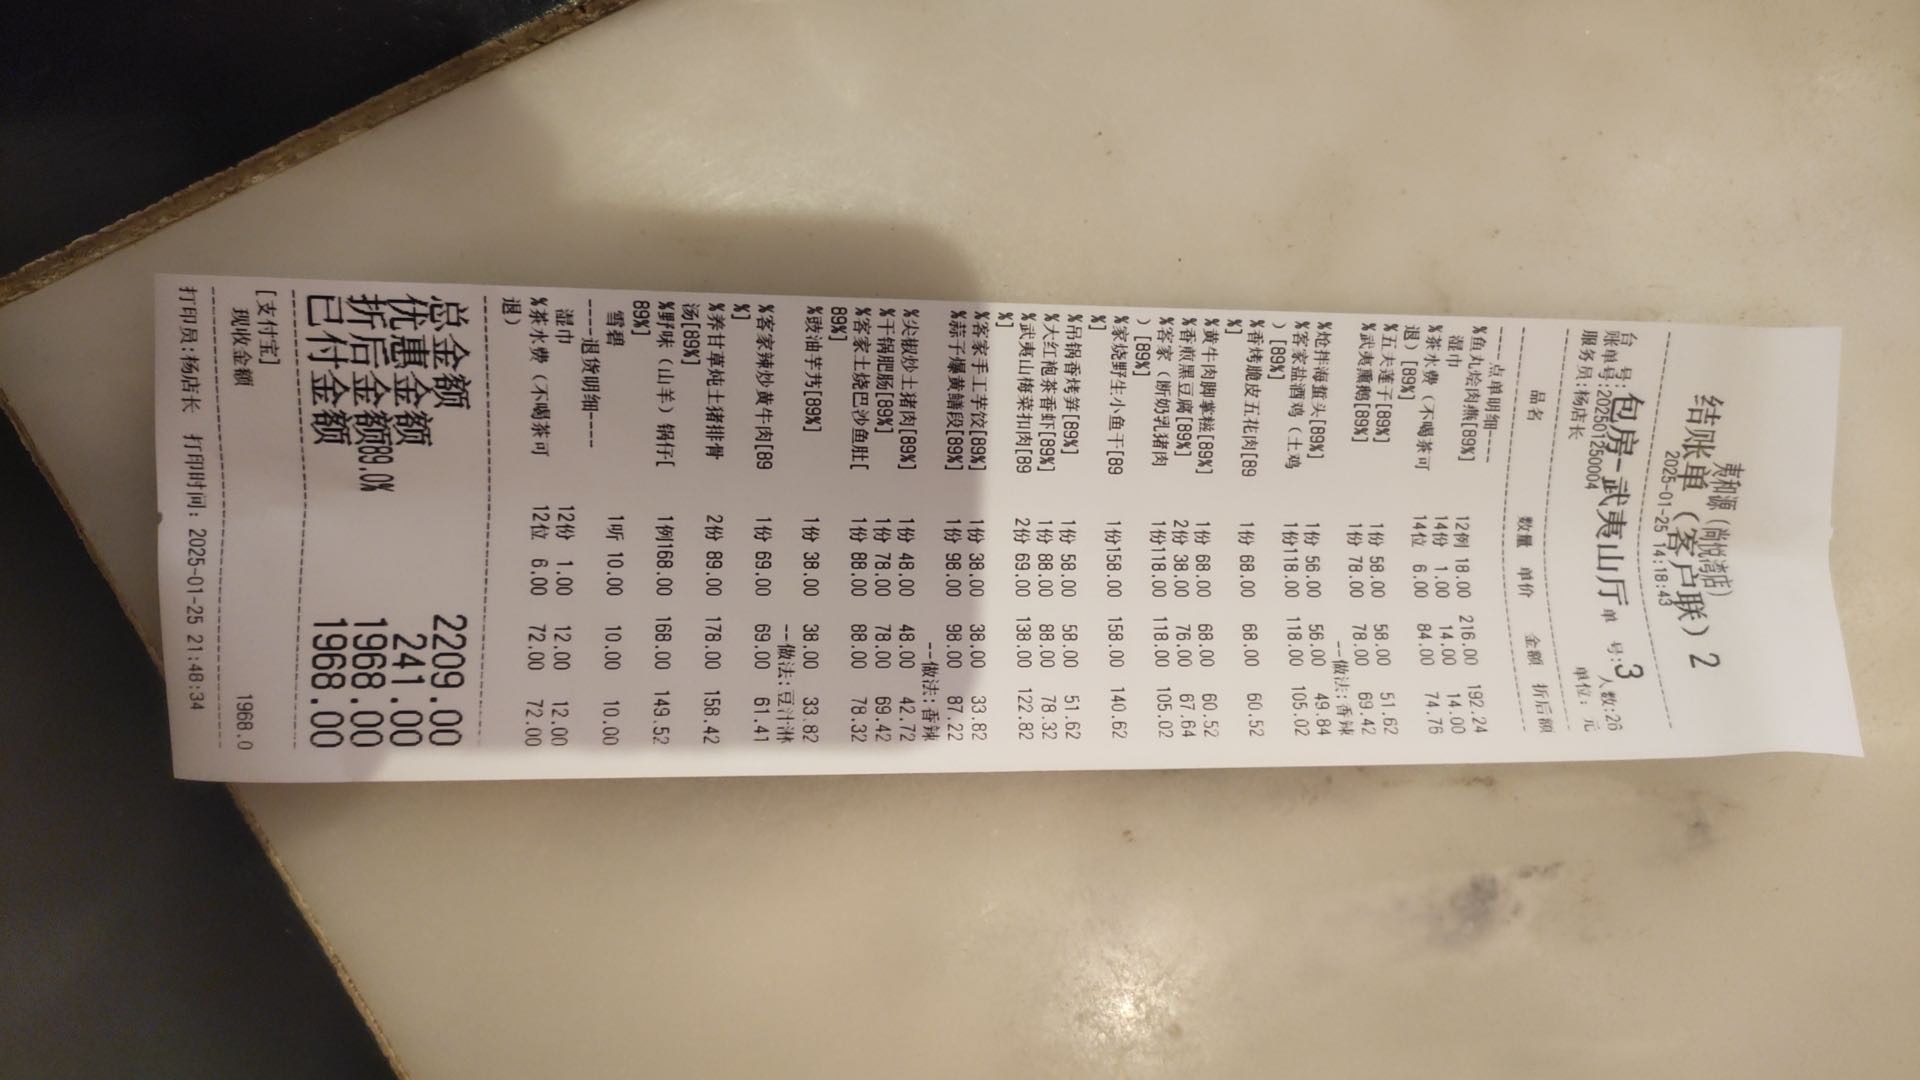 夷和源（尚悦湾店）
结账单（客户联）2
2025-01-25 14:18:43
台 号:包房-武夷山厅 单 号:3
账单号:202501250004 人数:26
服务员:杨店长 单位: 元
品名 数量 单价 金额 折后额
----点单明细----
%鱼丸烩肉燕[89%] 12例 18.00 216.00 192.24
湿巾 14份 1.00 14.00 14.00
%茶水费（不喝茶可 14位 6.00 84.00 74.76
退）[89%]
%五夫莲子[89%] 1份 58.00 58.00 51.62
%武夷熏鹅[89%] 1份 78.00 78.00 69.42
--做法:香辣
%炝拌海蜇头[89%] 1份 56.00 56.00 49.84
%客家盐酒鸡（土鸡 1份118.00 118.00 105.02
）[89%]
%香烤脆皮五花肉[89 1份 68.00 68.00 60.52
%]
%黄牛肉脚掌糍[89%] 1份 68.00 68.00 60.52
%香煎黑豆腐[89%] 2份 38.00 76.00 67.64
%客家（断奶乳猪肉 1份118.00 118.00 105.02
）[89%]
%家烧野生小鱼干[89 1份158.00 158.00 140.62
%]
%吊锅香烤笋[89%] 1份 58.00 58.00 51.62
%大红袍茶香虾[89%] 1份 88.00 88.00 78.32
%武夷山梅菜扣肉[89 2份 69.00 138.00 122.82
%]
%客家手工芋饺[89%] 1份 38.00 38.00 33.82
%蒜子爆黄鳝段[89%] 1份 98.00 98.00 87.22
--做法:香辣
%尖椒炒土猪肉[89%] 1份 48.00 48.00 42.72
%干锅肥肠[89%] 1份 78.00 78.00 69.42
%客家土烧巴沙鱼肚[ 1份 88.00 88.00 78.32
89%]
%豉油芋艿[89%] 1份 38.00 38.00 33.82
--做法:豆汁淋
%客家辣炒黄牛肉[89 1份 69.00 69.00 61.41
%]
%养甘草炖土猪排骨 2份 89.00 178.00 158.42
汤[89%]
%野味（山羊）锅仔[ 1例168.00 168.00 149.52
89%]
雪碧 1听 10.00 10.00 10.00
----退货明细----
湿巾 12份 1.00 12.00 12.00
%茶水费（不喝茶可 12位 6.00 72.00 72.00
退）
总金额 2209.00
优惠金额 241.00
折后金额89.0% 1968.00
已付金额 1968.00
[支付宝]
现收金额 1968.0
打印员:杨店长 打印时间: 2025-01-25 21:48:34